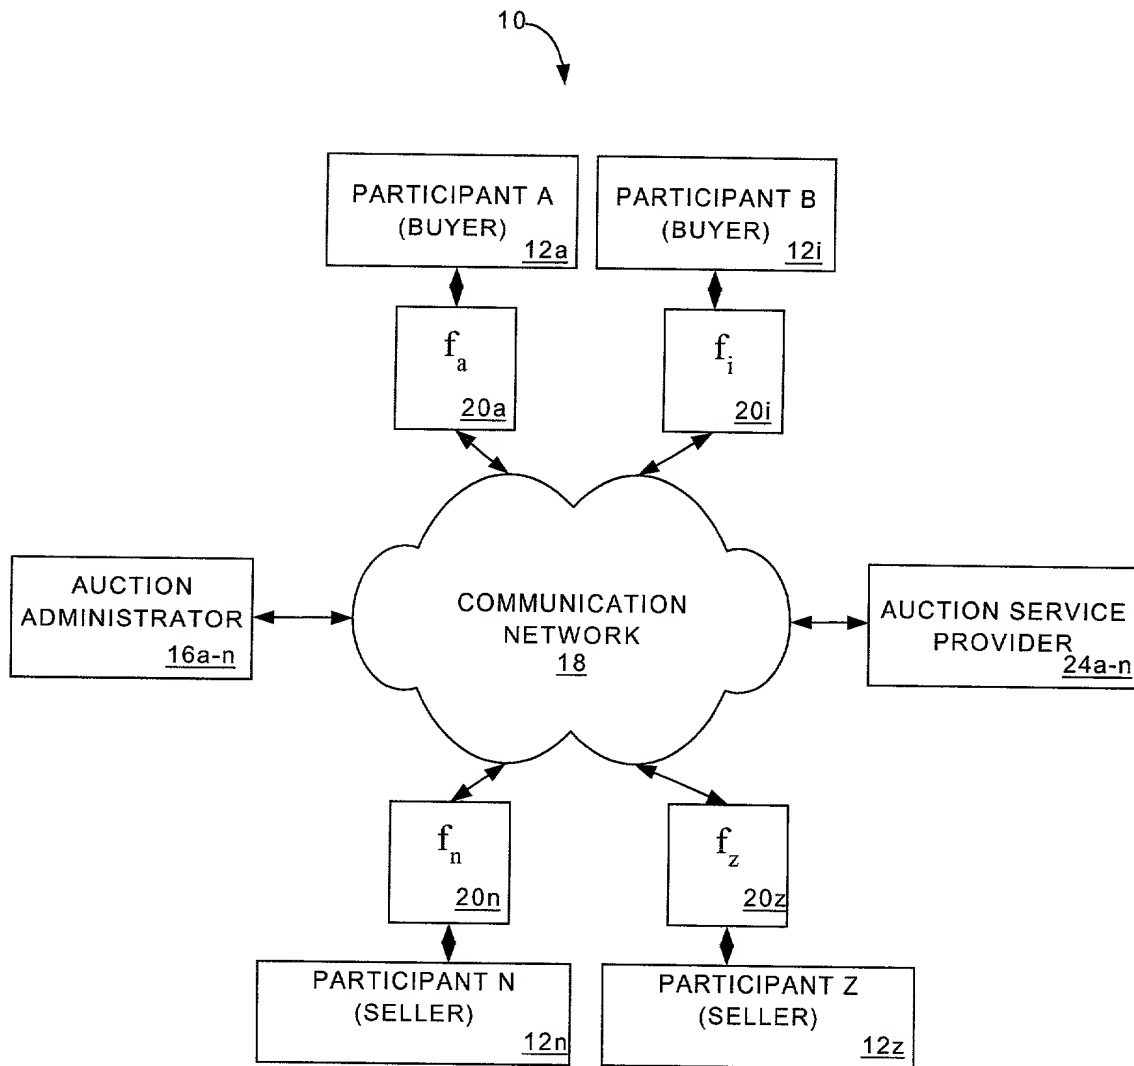 10
PARTICIPANT A
(BUYER)
12a
PARTICIPANT B
(BUYER)
12i
fa
20a
fi
20i
AUCTION
ADMINISTRATOR
16a-n
COMMUNICATION
NETWORK
18
AUCTION SERVICE
PROVIDER
24a-n
fn
20n
fz
20z
PARTICIPANT N
(SELLER)
12n
PARTICIPANT Z
(SELLER)
12z